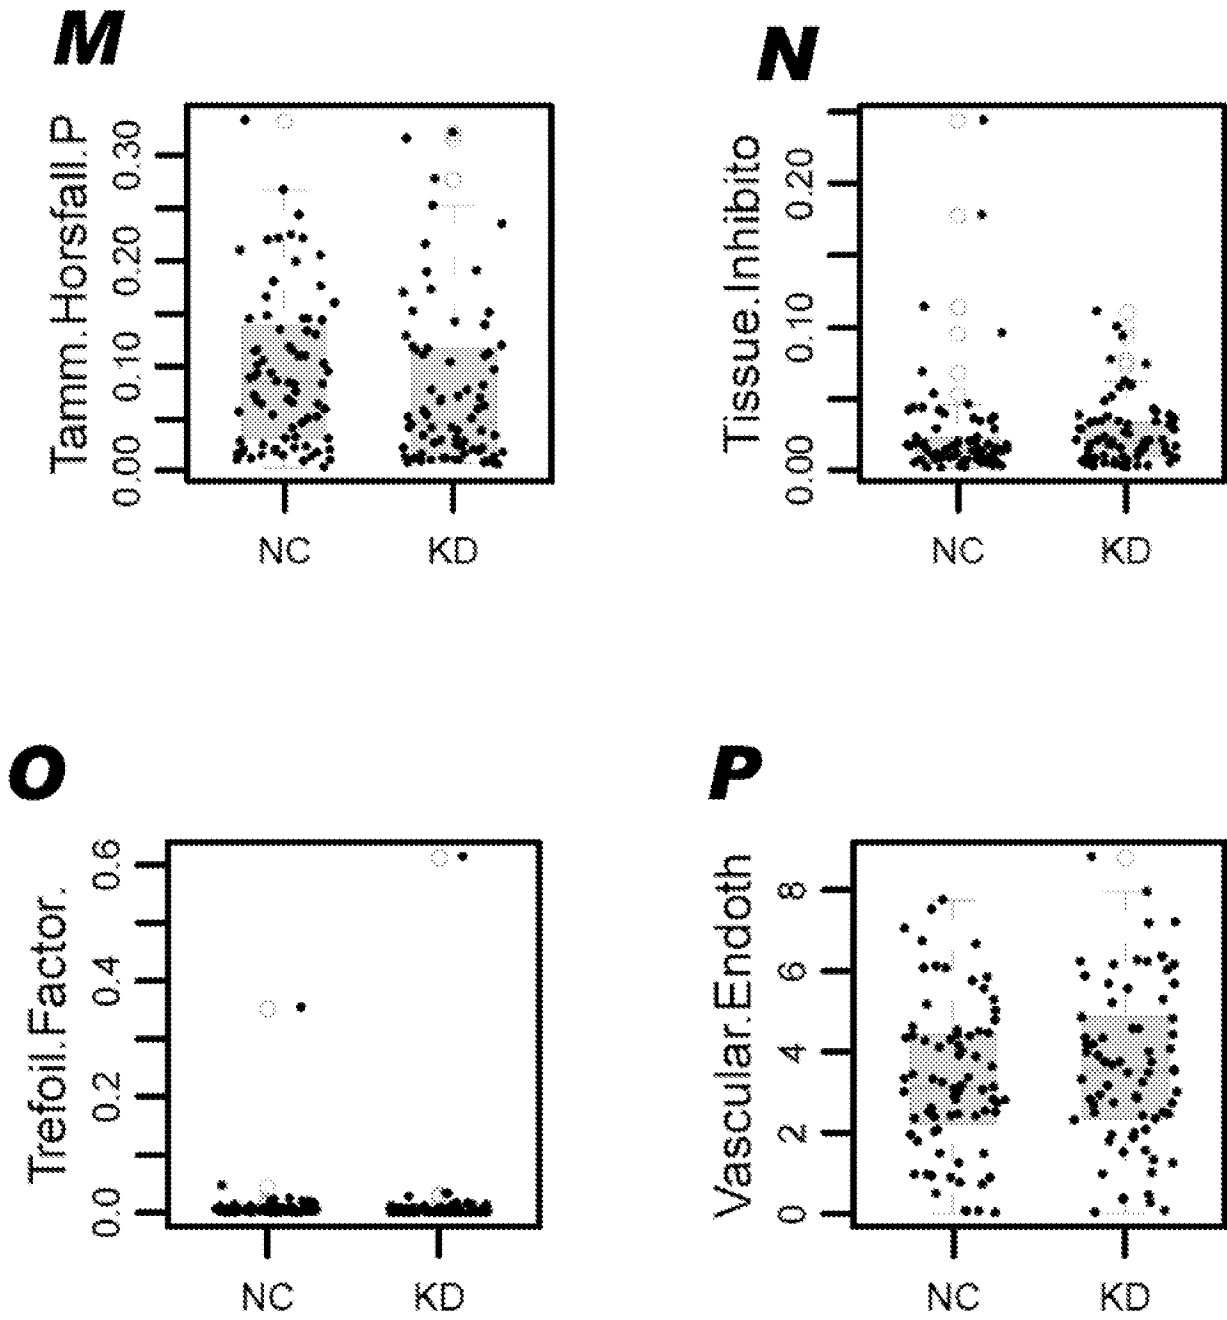 M
Tamm.Horsfall.P
0.00 0.10 0.20 0.30
NC KD
N
Tissue.Inhibito
0.00 0.10 0.20
NC KD
O
Trefoil.Factor.
0.0 0.2 0.4 0.6
NC KD
P
Vascular.Endoth
0 2 4 6 8
NC KD